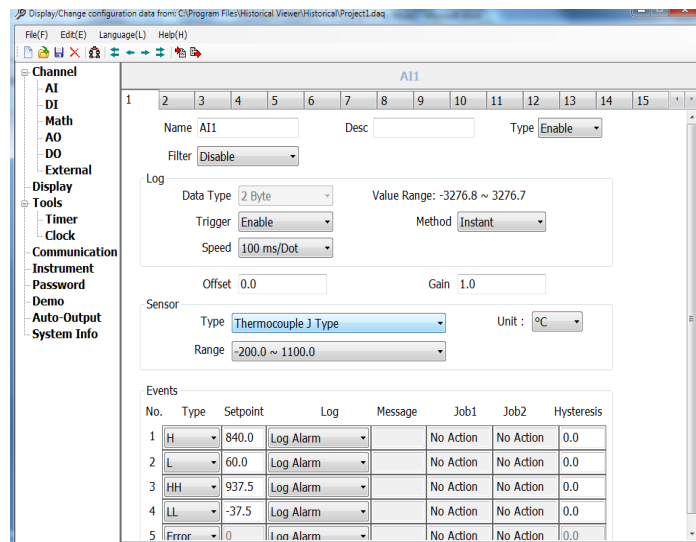 Display/Change configuration data from: C:\Program Files\Historical Viewer\Historical\Project1.daq
File(F) Edit(E) Language(L) Help(H)
Channel
AI
DI
Math
AO
DO
External
Display
Tools
Timer
Clock
Communication
Instrument
Password
Demo
Auto-Output
System Info
AI1
1 2 3 4 5 6 7 8 9 10 11 12 13 14 15
Name AI1 Desc Type Enable
Filter Disable
Log
Data Type 2 Byte Value Range: -3276.8 ~ 3276.7
Trigger Enable Method Instant
Speed 100 ms/Dot
Offset 0.0 Gain 1.0
Sensor
Type Thermocouple J Type Unit : °C
Range -200.0 ~ 1100.0
Events
No. Type Setpoint Log Message Job1 Job2 Hysteresis
1 H 840.0 Log Alarm No Action No Action 0.0
2 L 60.0 Log Alarm No Action No Action 0.0
3 HH 937.5 Log Alarm No Action No Action 0.0
4 LL -37.5 Log Alarm No Action No Action 0.0
5 Error 0 Log Alarm No Action No Action 0.0